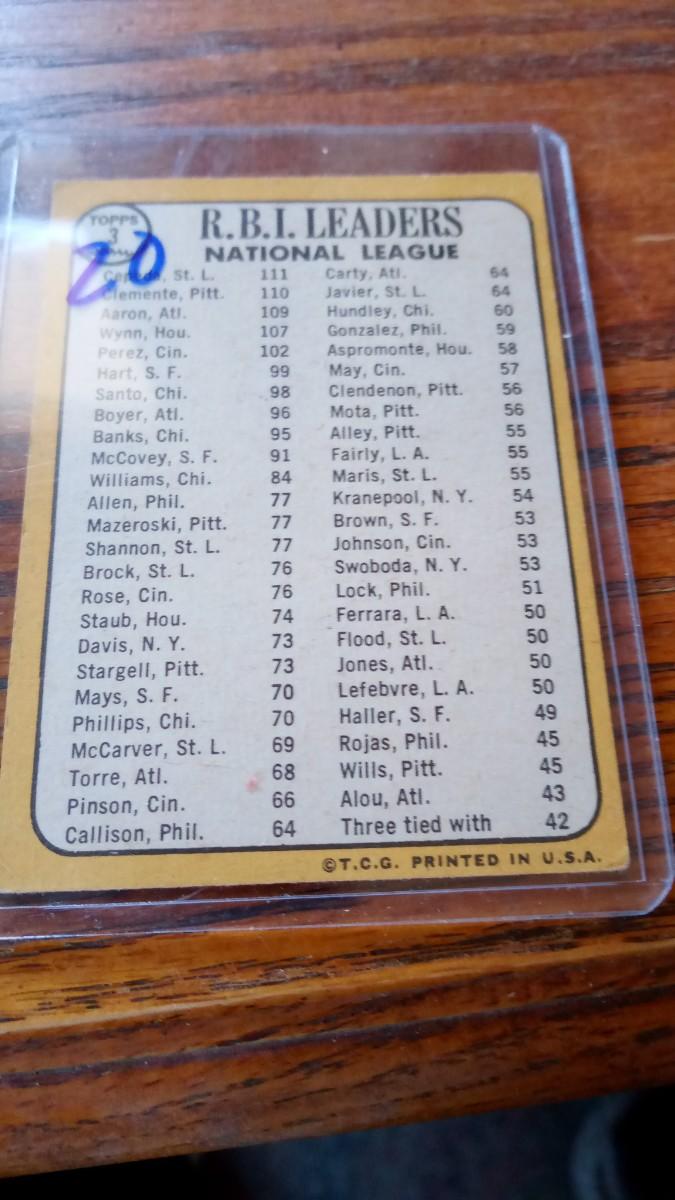 TOPPS
3
20
R.B.I. LEADERS
NATIONAL LEAGUE
Cepeda, St. L. 111
Clemente, Pitt. 110
Aaron, Atl. 109
Wynn, Hou. 107
Perez, Cin. 102
Hart, S. F. 99
Santo, Chi. 98
Boyer, Atl. 96
Banks, Chi. 95
McCovey, S. F. 91
Williams, Chi. 84
Allen, Phil. 77
Mazeroski, Pitt. 77
Shannon, St. L. 77
Brock, St. L. 76
Rose, Cin. 76
Staub, Hou. 74
Davis, N. Y. 73
Stargell, Pitt. 73
Mays, S. F. 70
Phillips, Chi. 70
McCarver, St. L. 69
Torre, Atl. 68
Pinson, Cin. 66
Callison, Phil. 64
Carty, Atl. 64
Javier, St. L. 64
Hundley, Chi. 60
Gonzalez, Phil. 59
Aspromonte, Hou. 58
May, Cin. 57
Clendenon, Pitt. 56
Mota, Pitt. 56
Alley, Pitt. 55
Fairly, L. A. 55
Maris, St. L. 55
Kranepool, N. Y. 54
Brown, S. F. 53
Johnson, Cin. 53
Swoboda, N. Y. 53
Lock, Phil. 51
Ferrara, L. A. 50
Flood, St. L. 50
Jones, Atl. 50
Lefebvre, L. A. 50
Haller, S. F. 49
Rojas, Phil. 45
Wills, Pitt. 45
Alou, Atl. 43
Three tied with 42
©T.C.G. PRINTED IN U.S.A.